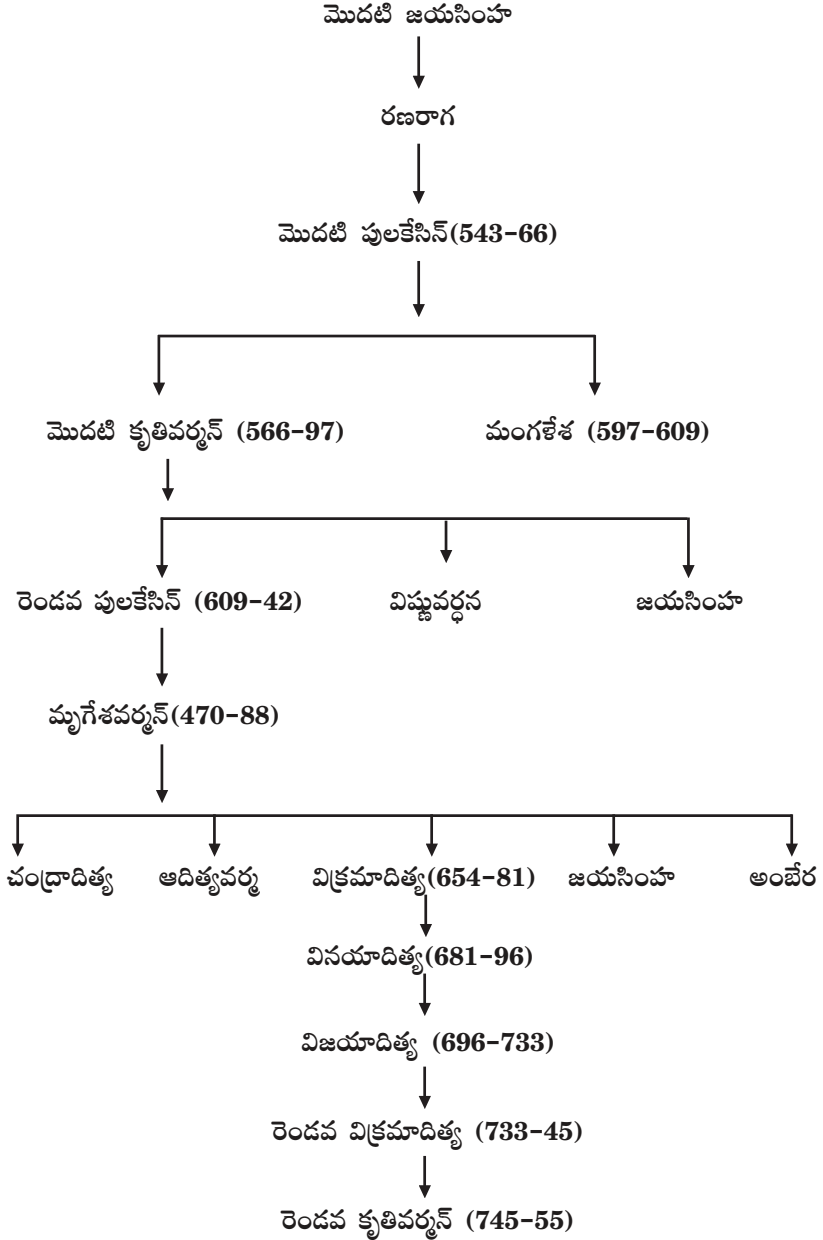 మొదటి జయసింహ
రణరాగ
మొదటి పులకేసిన్(543-66)
మొదటి కృతివర్మన్ (566-97) మంగళేశ (597-609)
రెండవ పులకేసిన్ (609-42) విష్ణువర్ధన జయసింహ
మృగేశవర్మన్(470-88)
చంద్రాదిత్య ఆదిత్యవర్మ విక్రమాదిత్య(654-81) జయసింహ అంబేర
వినయాదిత్య(681-96)
విజయాదిత్య (696-733)
రెండవ విక్రమాదిత్య (733-45)
రెండవ కృతివర్మన్ (745-55)